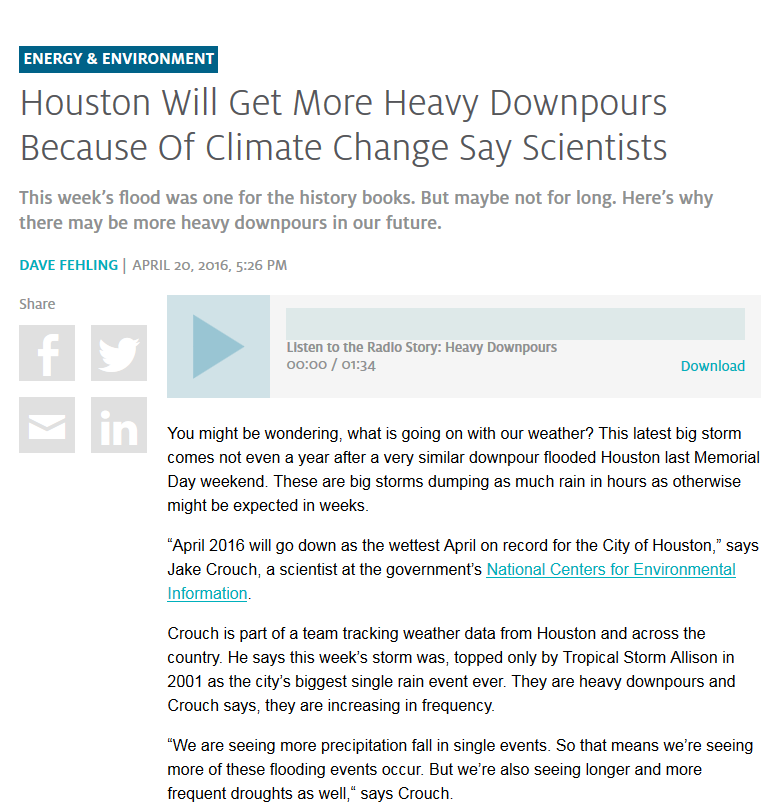 ENERGY & ENVIRONMENT
Houston Will Get More Heavy Downpours
Because Of Climate Change Say Scientists
This week’s flood was one for the history books. But maybe not for long. Here’s why
there may be more heavy downpours in our future.
DAVE FEHLING | APRIL 20, 2016, 5:26 PM
Share
Listen to the Radio Story: Heavy Downpours
00:00 / 01:34
Download
You might be wondering, what is going on with our weather? This latest big storm
comes not even a year after a very similar downpour flooded Houston last Memorial
Day weekend. These are big storms dumping as much rain in hours as otherwise
might be expected in weeks.
“April 2016 will go down as the wettest April on record for the City of Houston,” says
Jake Crouch, a scientist at the government’s National Centers for Environmental
Information.
Crouch is part of a team tracking weather data from Houston and across the
country. He says this week’s storm was, topped only by Tropical Storm Allison in
2001 as the city’s biggest single rain event ever. They are heavy downpours and
Crouch says, they are increasing in frequency.
“We are seeing more precipitation fall in single events. So that means we’re seeing
more of these flooding events occur. But we’re also seeing longer and more
frequent droughts as well,“ says Crouch.